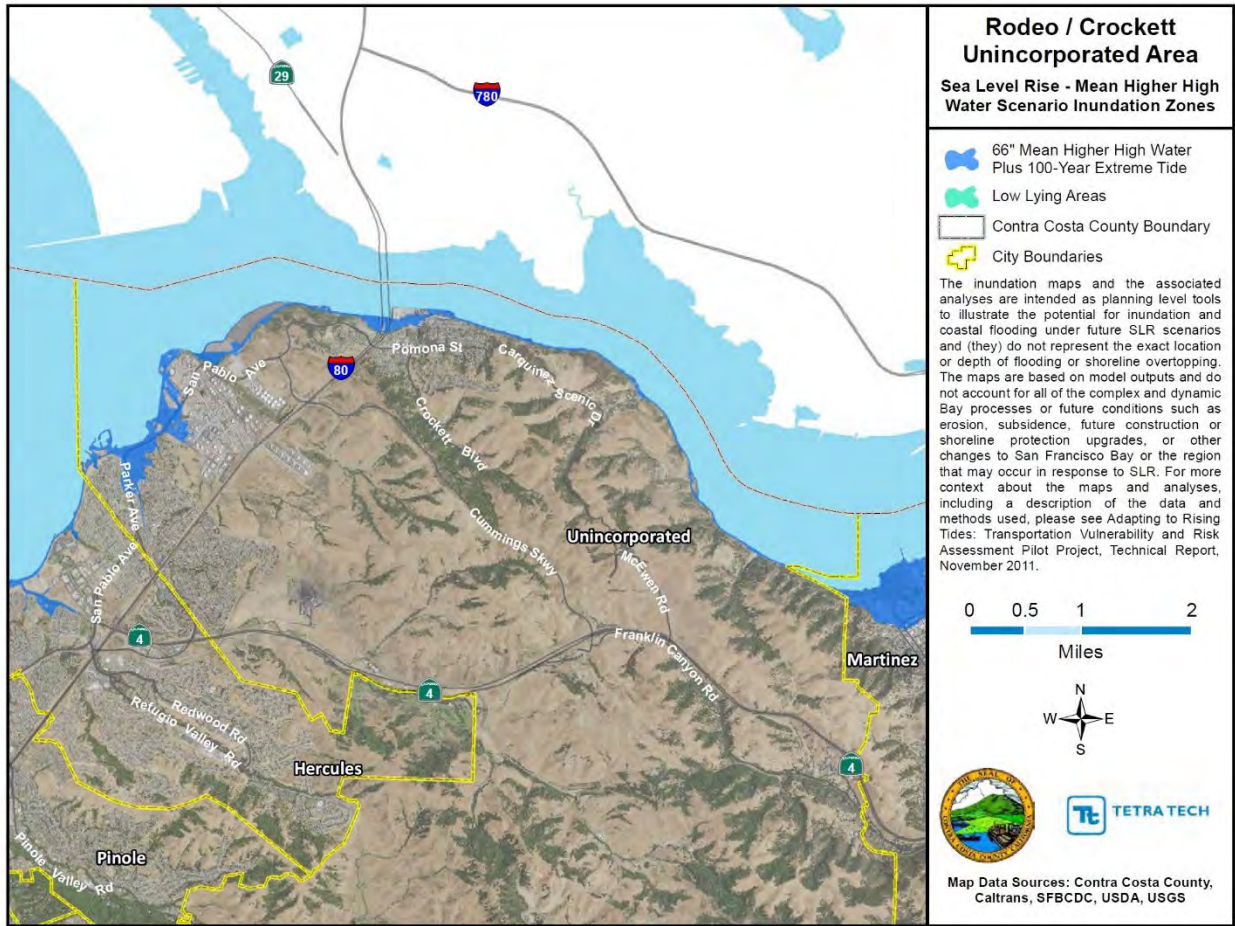 Rodeo / Crockett
Unincorporated Area
Sea Level Rise - Mean Higher High
Water Scenario Inundation Zones
66" Mean Higher High Water
Plus 100-Year Extreme Tide
Low Lying Areas
Contra Costa County Boundary
City Boundaries
The inundation maps and the associated
analyses are intended as planning level tools
to illustrate the potential for inundation and
coastal flooding under future SLR scenarios
and (they) do not represent the exact location
or depth of flooding or shoreline overtopping.
The maps are based on model outputs and do
not account for all of the complex and dynamic
Bay processes or future conditions such as
erosion, subsidence, future construction or
shoreline protection upgrades, or other
changes to San Francisco Bay or the region
that may occur in response to SLR. For more
context about the maps and analyses,
including a description of the data and
methods used, please see Adapting to Rising
Tides: Transportation Vulnerability and Risk
Assessment Pilot Project, Technical Report,
November 2011.
0 0.5 1 2
Miles
N
W E
S
THE SEAL OF
CONTRA COSTA COUNTY, CALIFORNIA
Tt TETRA TECH
Map Data Sources: Contra Costa County,
Caltrans, SFBCDC, USDA, USGS
29
780
80
Pomona St
San Pablo Ave
Carquinez Scenic Dr
Crockett Blvd
Parker Ave
Cummings Skwy
Unincorporated
McEwen Rd
San Pablo Ave
4
Franklin Canyon Rd
Martinez
4
Redwood Rd
Refugio Valley Rd
Hercules
4
Pinole
Pinole Valley Rd